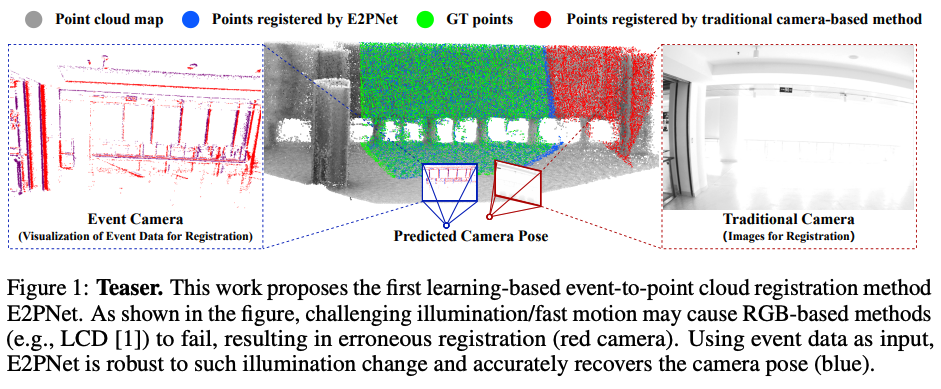 Point cloud map
Points registered by E2PNet
GT points
Points registered by traditional camera-based method
Event Camera
(Visualization of Event Data for Registration)
Predicted Camera Pose
Traditional Camera
(Images for Registration)
Figure 1: Teaser. This work proposes the first learning-based event-to-point cloud registration method
E2PNet. As shown in the figure, challenging illumination/fast motion may cause RGB-based methods
(e.g., LCD [1]) to fail, resulting in erroneous registration (red camera). Using event data as input,
E2PNet is robust to such illumination change and accurately recovers the camera pose (blue).